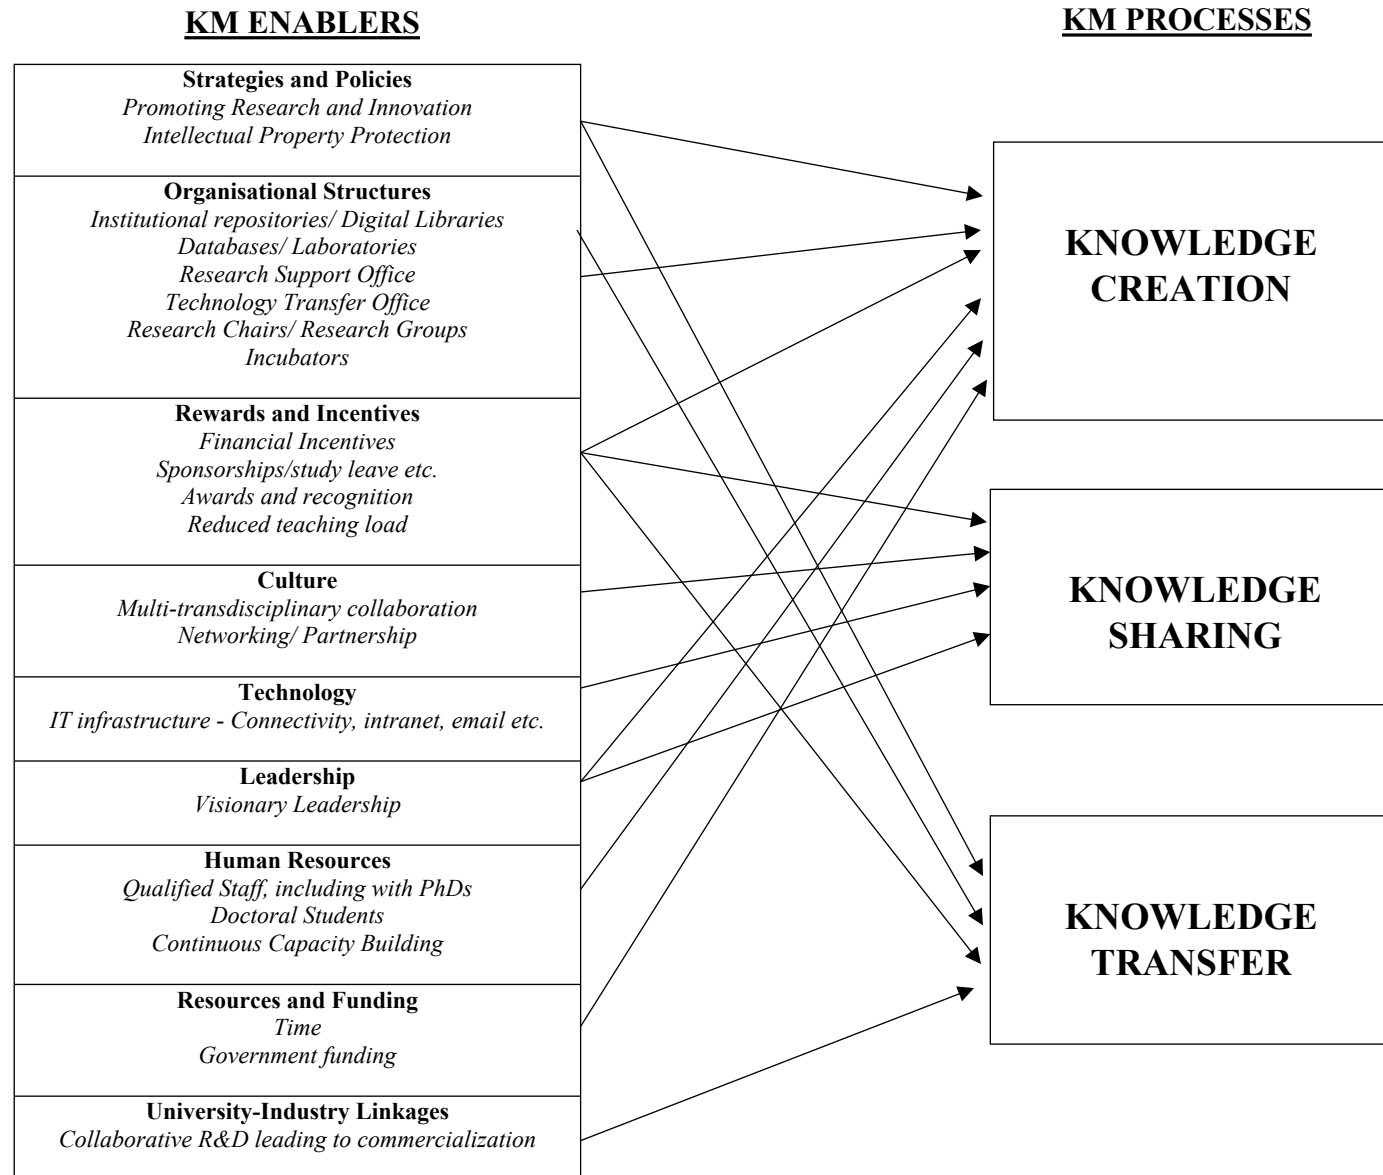 KM ENABLERS
KM PROCESSES
Strategies and Policies
Promoting Research and Innovation
Intellectual Property Protection
Organisational Structures
Institutional repositories/ Digital Libraries
Databases/ Laboratories
Research Support Office
Technology Transfer Office
Research Chairs/ Research Groups
Incubators
Rewards and Incentives
Financial Incentives
Sponsorships/study leave etc.
Awards and recognition
Reduced teaching load
Culture
Multi-transdisciplinary collaboration
Networking/ Partnership
Technology
IT infrastructure - Connectivity, intranet, email etc.
Leadership
Visionary Leadership
Human Resources
Qualified Staff, including with PhDs
Doctoral Students
Continuous Capacity Building
Resources and Funding
Time
Government funding
University-Industry Linkages
Collaborative R&D leading to commercialization
KNOWLEDGE
CREATION
KNOWLEDGE
SHARING
KNOWLEDGE
TRANSFER